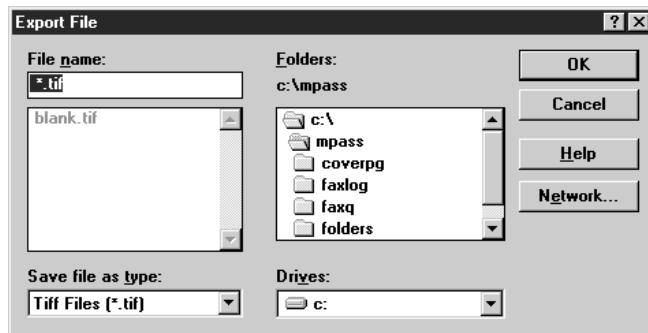 Export File
File name:
*.tif
blank.tif
Save file as type:
Tiff Files (*.tif)
Folders:
c:\mpass
c:\
mpass
coverpg
faxlog
faxq
folders
Drives:
c:
OK
Cancel
Help
Network...